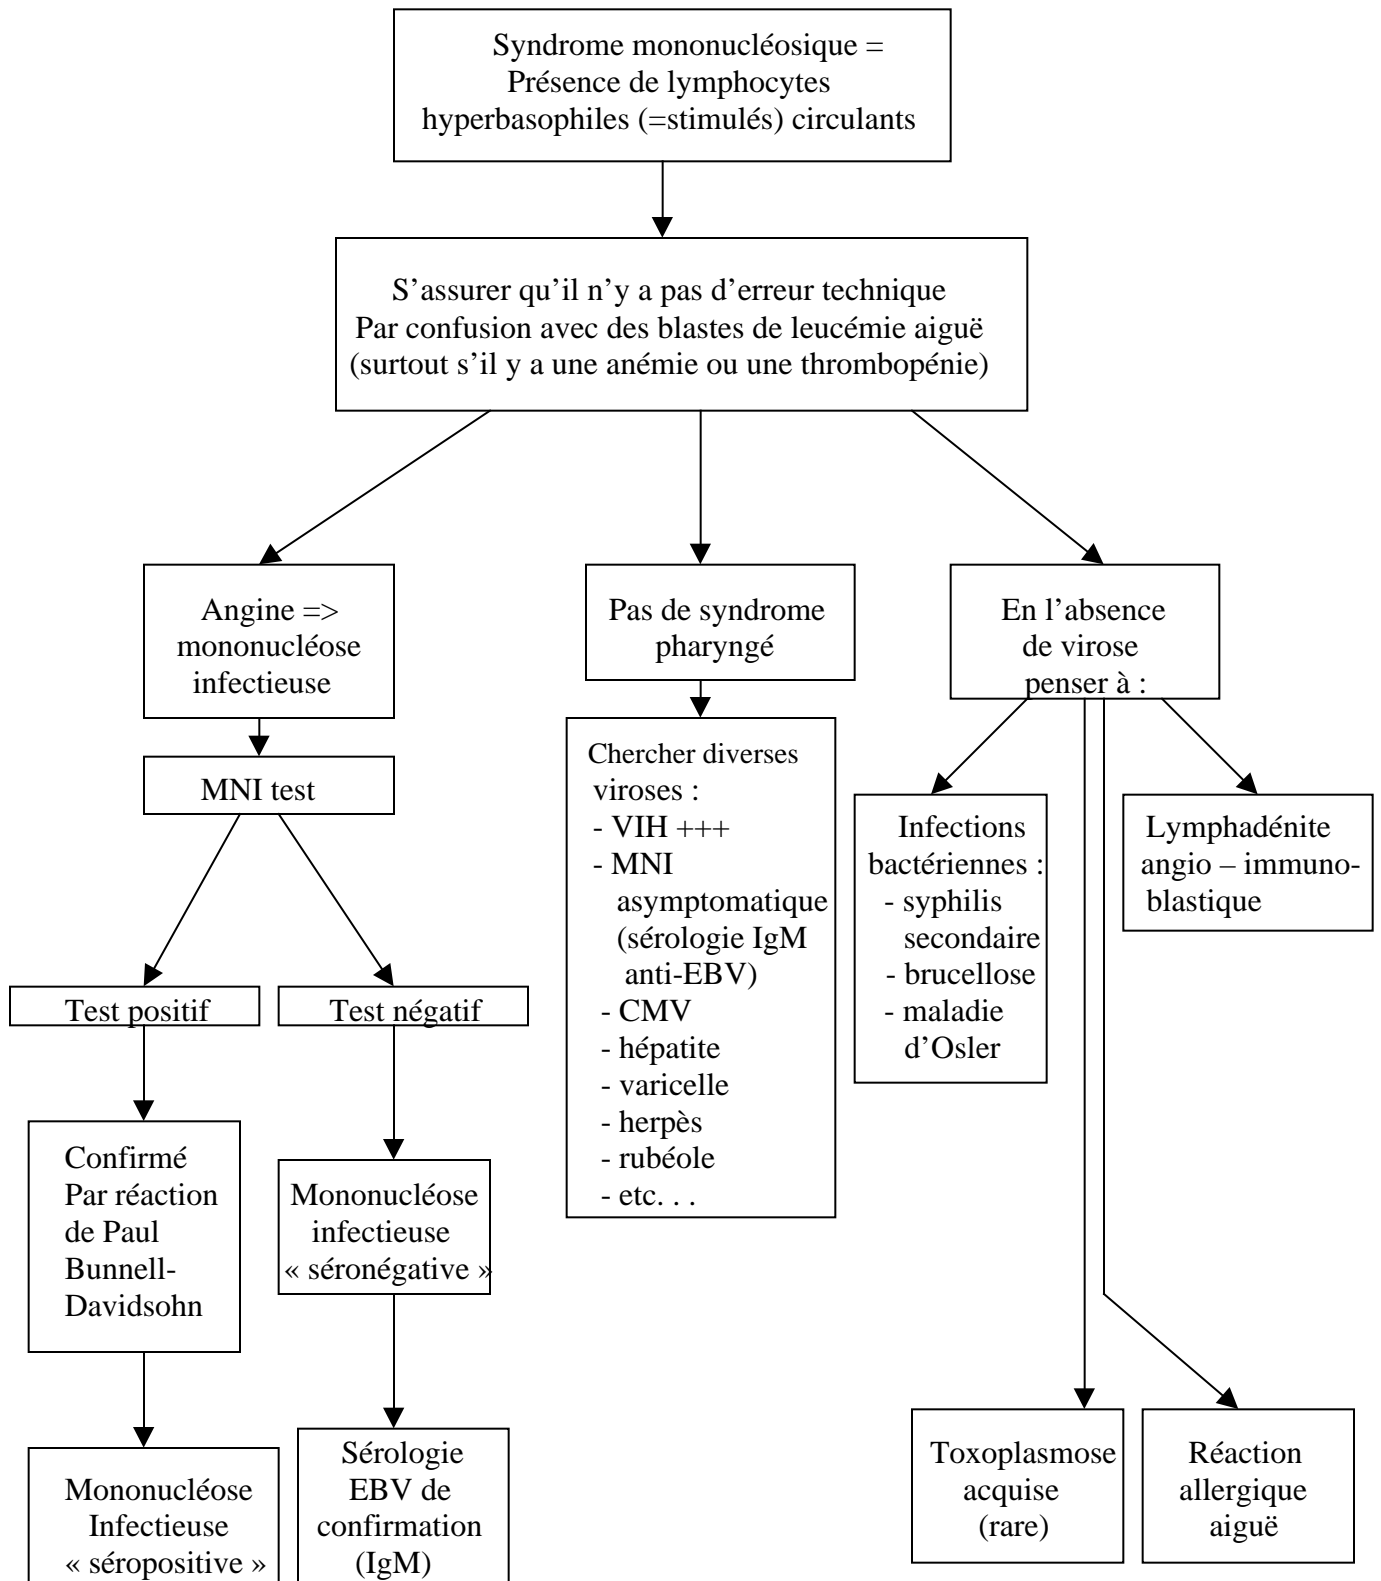 Syndrome mononucléosique =
Présence de lymphocytes
hyperbasophiles (=stimulés) circulants
S’assurer qu’il n’y a pas d’erreur technique
Par confusion avec des blastes de leucémie aiguë
(surtout s’il y a une anémie ou une thrombopénie)
Angine =>
mononucléose
infectieuse
MNI test
Test positif
Confirmé
Par réaction
de Paul
Bunnell-
Davidsohn
Mononucléose
Infectieuse
« séropositive »
Test négatif
Mononucléose
infectieuse
« séronégative »
Sérologie
EBV de
confirmation
(IgM)
Pas de syndrome
pharyngé
Chercher diverses
viroses :
- VIH +++
- MNI
asymptomatique
(sérologie IgM
anti-EBV)
- CMV
- hépatite
- varicelle
- herpès
- rubéole
- etc. . .
En l’absence
de virose
penser à :
Infections
bactériennes :
- syphilis
secondaire
- brucellose
- maladie
d’Osler
Lymphadénite
angio – immuno-
blastique
Toxoplasmose
acquise
(rare)
Réaction
allergique
aiguë